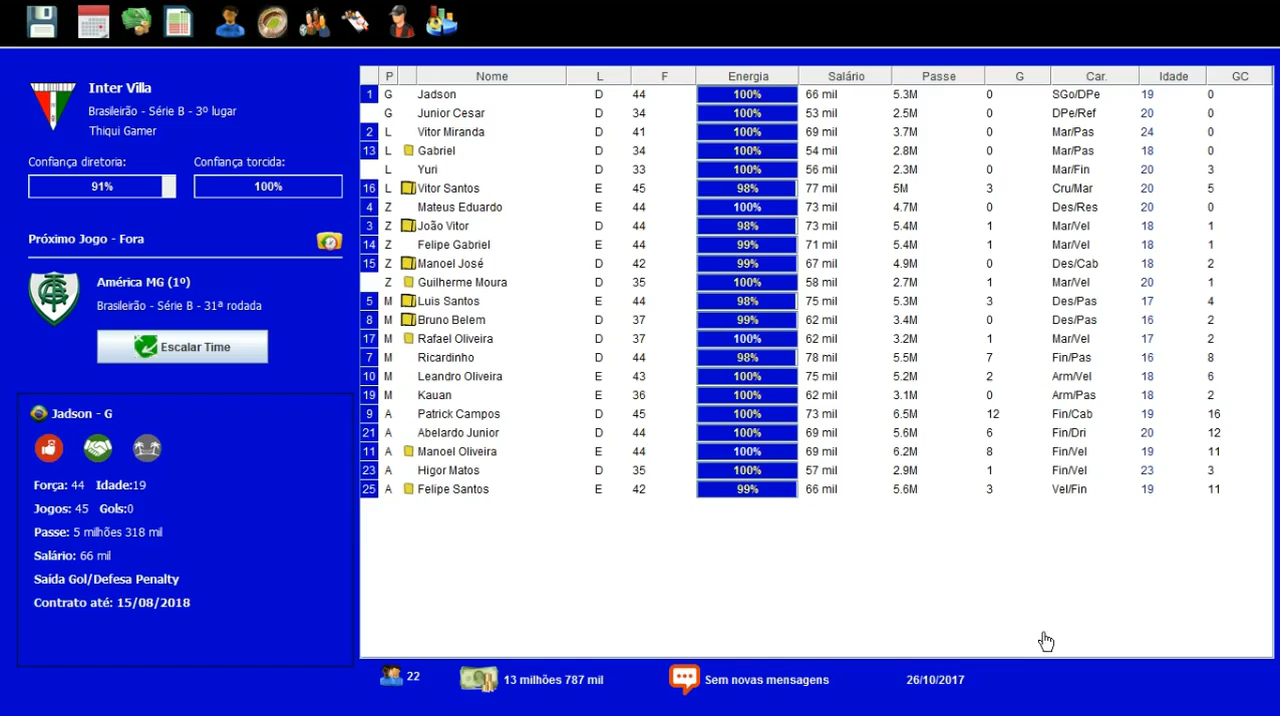 Inter Villa
Brasileirão - Série B - 3º lugar
Thiqui Gamer
Confiança diretoria: Confiança torcida:
91% 100%
Próximo Jogo - Fora
América MG (1º)
Brasileirão - Série B - 31ª rodada
Escalar Time
Jadson - G
Força: 44 Idade:19
Jogos: 45 Gols:0
Passe: 5 milhões 318 mil
Salário: 66 mil
Saída Gol/Defesa Penalty
Contrato até: 15/08/2018
P Nome L F Energia Salário Passe G Car. Idade GC
1 G Jadson D 44 100% 66 mil 5.3M 0 SGo/DPe 19 0
G Junior Cesar D 34 100% 53 mil 2.5M 0 DPe/Ref 20 0
2 L Vitor Miranda D 41 100% 69 mil 3.7M 0 Mar/Pas 24 0
13 L Gabriel D 34 100% 54 mil 2.8M 0 Mar/Pas 18 0
L Yuri D 33 100% 56 mil 2.3M 0 Mar/Fin 20 3
16 L Vitor Santos E 45 98% 77 mil 5M 3 Cru/Mar 20 5
4 Z Mateus Eduardo E 44 100% 73 mil 4.7M 0 Des/Res 20 0
3 Z João Vitor D 44 98% 73 mil 5.4M 1 Mar/Vel 18 1
14 Z Felipe Gabriel E 44 99% 71 mil 5.4M 1 Mar/Vel 18 1
15 Z Manoel José D 42 99% 67 mil 4.9M 0 Des/Cab 18 2
Z Guilherme Moura D 35 100% 58 mil 2.7M 1 Mar/Vel 20 1
5 M Luis Santos E 44 98% 75 mil 5.3M 3 Des/Pas 17 4
8 M Bruno Belem D 37 99% 62 mil 3.4M 0 Des/Pas 16 2
17 M Rafael Oliveira D 37 100% 62 mil 3.2M 1 Mar/Vel 17 2
7 M Ricardinho D 44 98% 78 mil 5.5M 7 Fin/Pas 16 8
10 M Leandro Oliveira E 43 100% 75 mil 5.2M 2 Arm/Vel 18 6
19 M Kauan E 36 100% 62 mil 3.1M 0 Arm/Pas 18 2
9 A Patrick Campos D 45 100% 73 mil 6.5M 12 Fin/Cab 19 16
21 A Abelardo Junior D 44 100% 69 mil 5.6M 6 Fin/Dri 20 12
11 A Manoel Oliveira E 44 100% 69 mil 6.2M 8 Fin/Vel 19 11
23 A Higor Matos D 35 100% 57 mil 2.9M 1 Fin/Vel 23 3
25 A Felipe Santos E 42 99% 66 mil 5.6M 3 Vel/Fin 19 11
22 13 milhões 787 mil Sem novas mensagens 26/10/2017